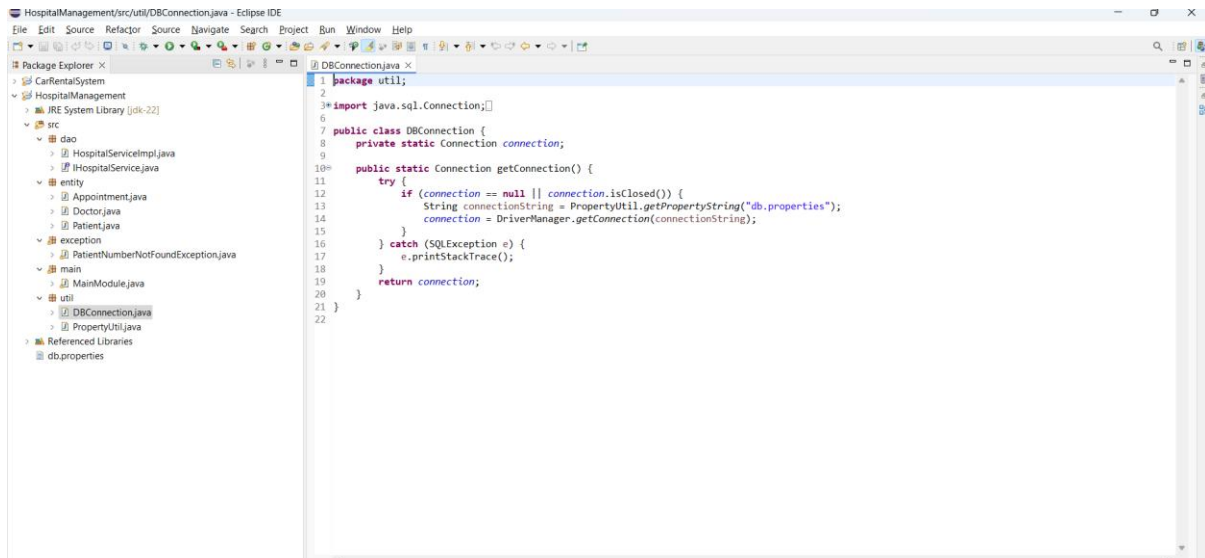 HospitalManagement/src/util/DBConnection.java - Eclipse IDE
File Edit Source Refactor Source Navigate Search Project Run Window Help
Package Explorer
CarRentalSystem
HospitalManagement
JRE System Library [jdk-22]
src
dao
HospitalServiceImpl.java
IHospitalService.java
entity
Appointment.java
Doctor.java
Patient.java
exception
PatientNumberNotFoundException.java
main
MainModule.java
util
DBConnection.java
PropertyUtil.java
Referenced Libraries
db.properties
DBConnection.java
1 package util;
2
3 import java.sql.Connection;
6
7 public class DBConnection {
8 private static Connection connection;
9
10 public static Connection getConnection() {
11 try {
12 if (connection == null || connection.isClosed()) {
13 String connectionString = PropertyUtil.getPropertyString("db.properties");
14 connection = DriverManager.getConnection(connectionString);
15 }
16 } catch (SQLException e) {
17 e.printStackTrace();
18 }
19 return connection;
20 }
21 }
22